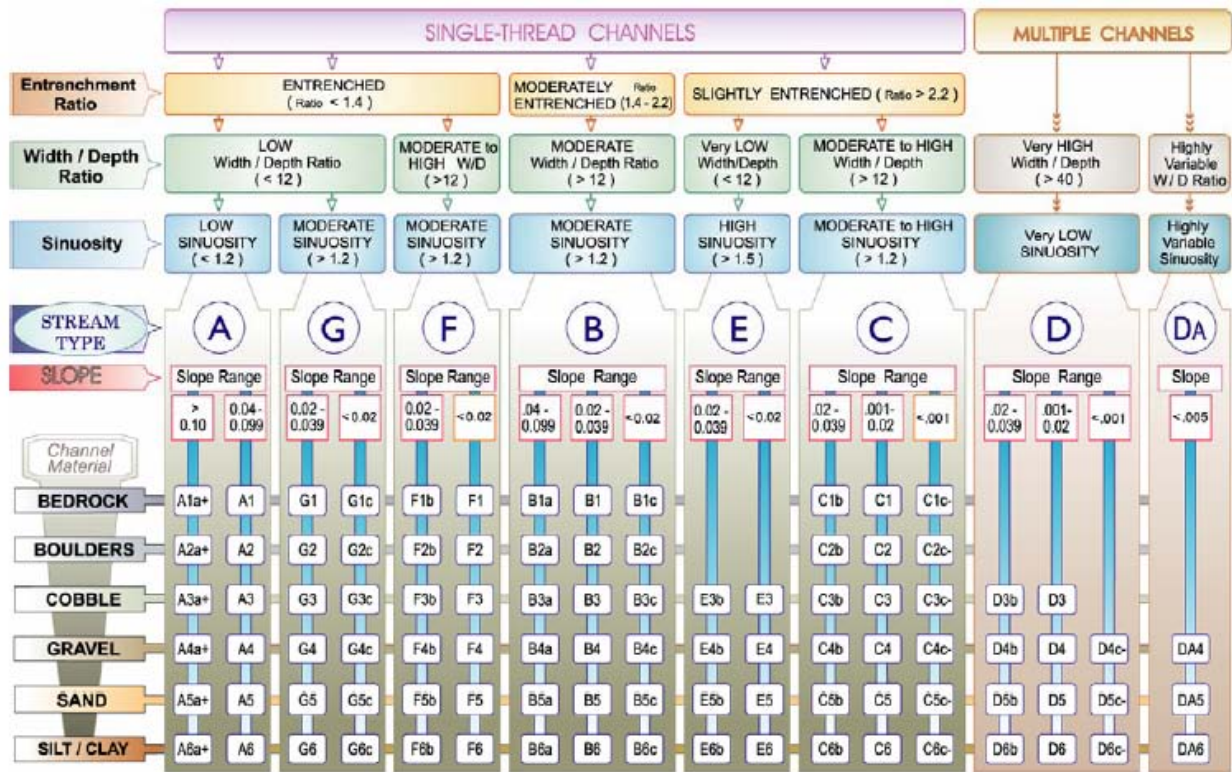 SINGLE-THREAD CHANNELS
MULTIPLE CHANNELS
Entrenchment
Ratio
ENTRENCHED
( Ratio < 1.4 )
MODERATELY Ratio
ENTRENCHED (1.4 - 2.2)
SLIGHTLY ENTRENCHED ( Ratio > 2.2 )
Width / Depth
Ratio
LOW
Width / Depth Ratio
( < 12 )
MODERATE to
HIGH W/D
( >12 )
MODERATE
Width / Depth Ratio
( > 12 )
Very LOW
Width/Depth
( < 12 )
MODERATE to HIGH
Width / Depth
( > 12 )
Very HIGH
Width / Depth
( > 40 )
Highly
Variable
W / D Ratio
Sinuosity
LOW
SINUOSITY
( < 1.2 )
MODERATE
SINUOSITY
( > 1.2 )
MODERATE
SINUOSITY
( > 1.2 )
MODERATE
SINUOSITY
( > 1.2 )
HIGH
SINUOSITY
( > 1.5 )
MODERATE to HIGH
SINUOSITY
( > 1.2 )
Very LOW
SINUOSITY
Highly
Variable
Sinuosity
STREAM
TYPE
A G F B E C D DA
SLOPE
Slope Range Slope Range Slope Range Slope Range Slope Range Slope Range Slope Range Slope
>
0.10
0.04 -
0.099
0.02 -
0.039
<0.02
0.02 -
0.039
<0.02
.04 -
0.099
0.02 -
0.039
<0.02
0.02 -
0.039
<0.02
.02 -
0.039
.001-
0.02
<.001
.02 -
0.039
.001-
0.02
<.001
<.005
Channel
Material
BEDROCK A1a+ A1 G1 G1c F1b F1 B1a B1 B1c C1b C1 C1c-
BOULDERS A2a+ A2 G2 G2c F2b F2 B2a B2 B2c C2b C2 C2c-
COBBLE A3a+ A3 G3 G3c F3b F3 B3a B3 B3c E3b E3 C3b C3 C3c- D3b D3
GRAVEL A4a+ A4 G4 G4c F4b F4 B4a B4 B4c E4b E4 C4b C4 C4c- D4b D4 D4c- DA4
SAND A5a+ A5 G5 G5c F5b F5 B5a B5 B5c E5b E5 C5b C5 C5c- D5b D5 D5c- DA5
SILT / CLAY A6a+ A6 G6 G6c F6b F6 B6a B6 B6c E6b E6 C6b C6 C6c- D6b D6 D6c- DA6